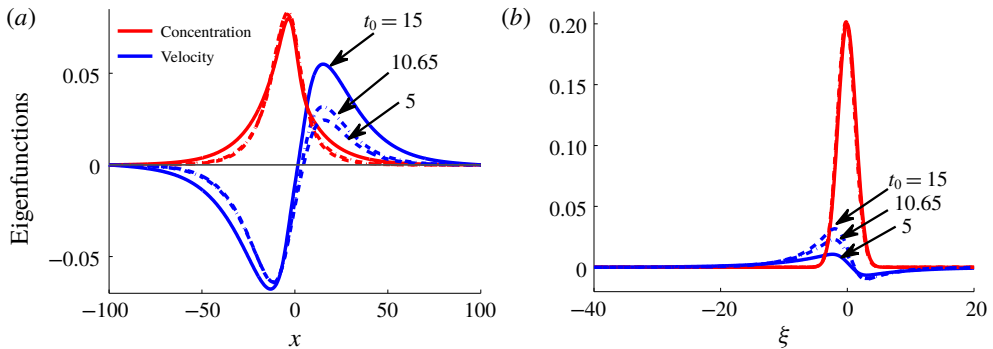 (a)
Concentration
Velocity
t0 = 15
10.65
5
0.05
0
−0.05
Eigenfunctions
−100
−50
0
50
100
x
(b)
0.20
0.15
0.10
0.05
0
t0 = 15
10.65
5
−40
−20
0
20
ξ